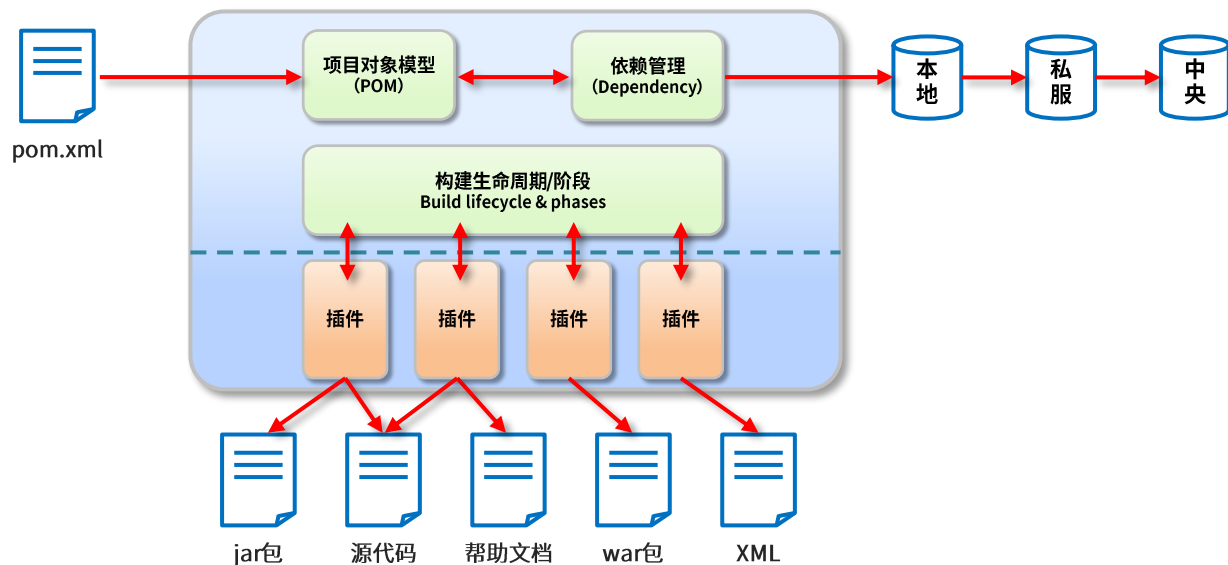 pom.xml
项目对象模型
（POM）
依赖管理
（Dependency）
本
地
私
服
中
央
构建生命周期/阶段
Build lifecycle & phases
插件
插件
插件
插件
jar包
源代码
帮助文档
war包
XML